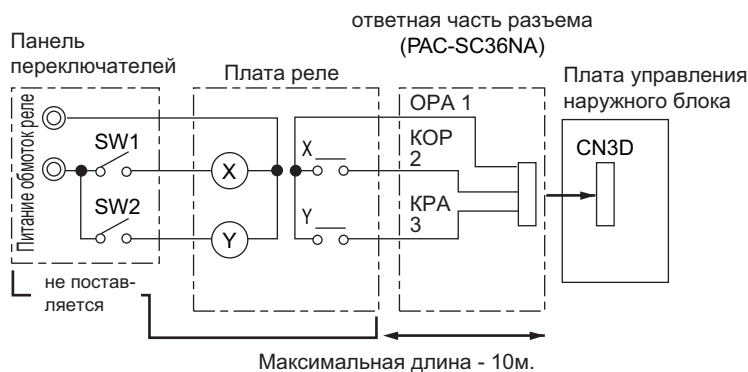 ответная часть разъема
(PAC-SC36NA)
Панель
переключателей
Плата реле
Плата управления
наружного блока
Питание обмоток реле
SW1
SW2
X
Y
X
Y
ОРА 1
КОР
2
КРА
3
CN3D
не постав-
ляется
Максимальная длина - 10м.